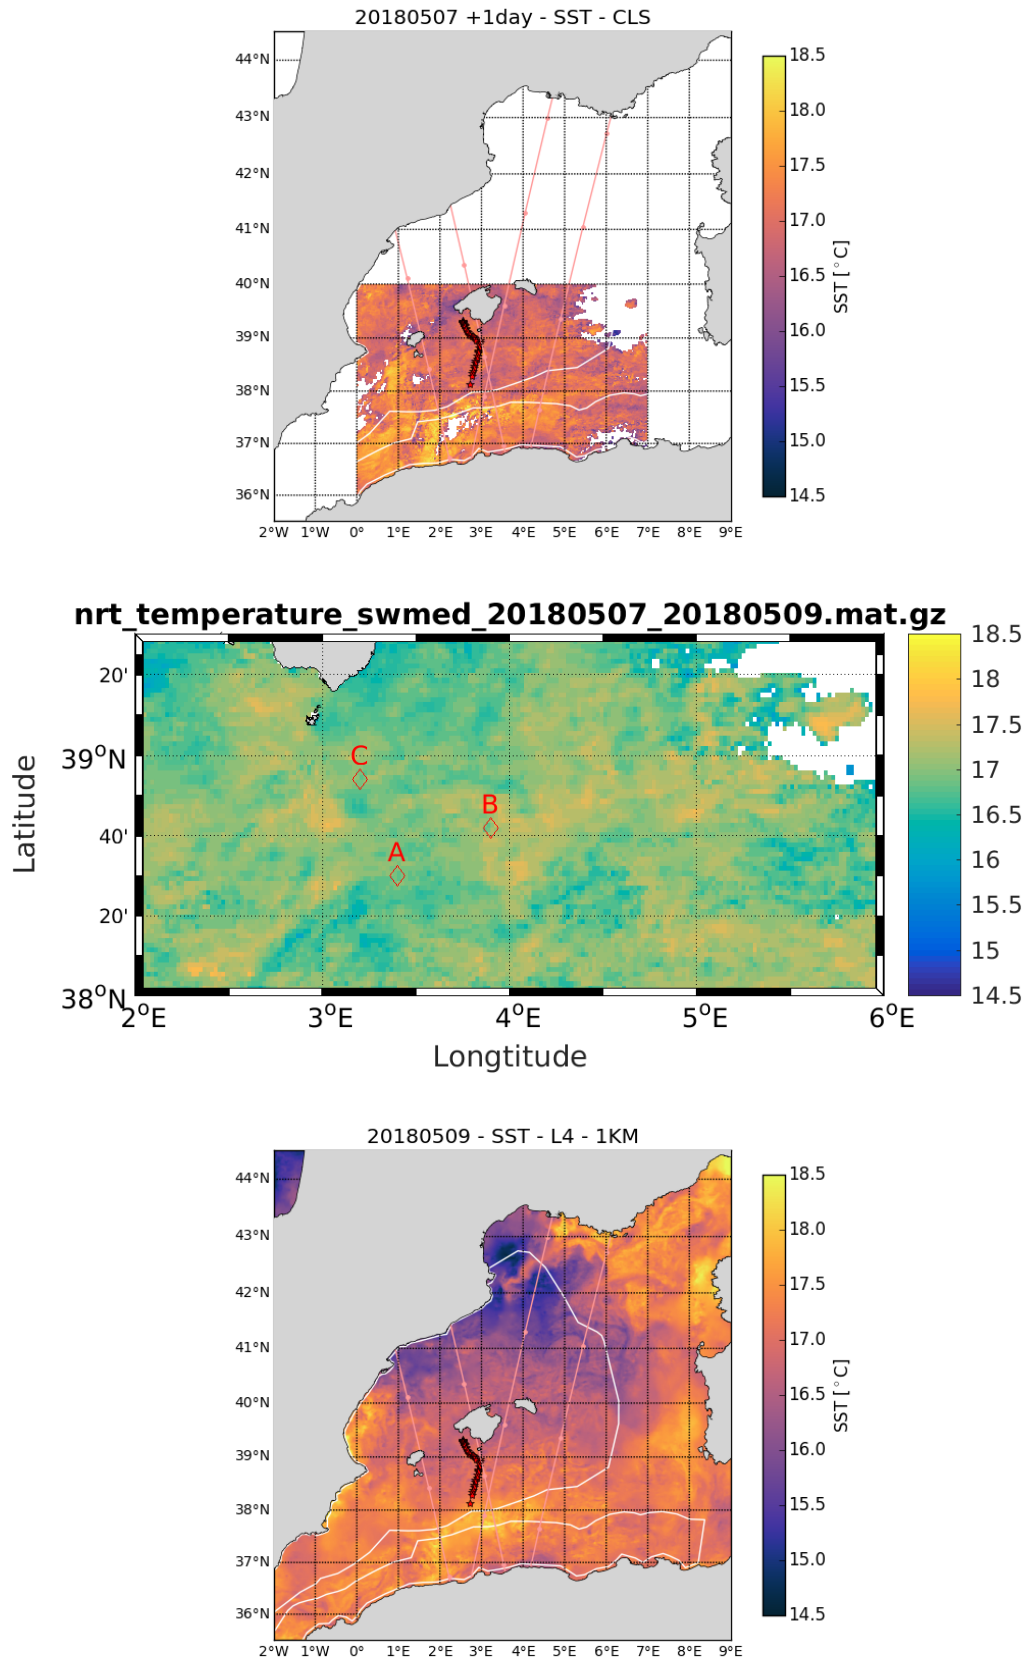 20180507 +1day - SST - CLS
44°N
43°N
42°N
41°N
40°N
39°N
38°N
37°N
36°N
2°W 1°W 0° 1°E 2°E 3°E 4°E 5°E 6°E 7°E 8°E 9°E
18.5
18.0
17.5
17.0
16.5
16.0
15.5
15.0
14.5
SST [°C]
nrt_temperature_swmed_20180507_20180509.mat.gz
20'
39°N
40'
20'
38°N
Latitude
C
B
A
2°E 3°E 4°E 5°E 6°E
Longtitude
18.5
18
17.5
17
16.5
16
15.5
15
14.5
20180509 - SST - L4 - 1KM
44°N
43°N
42°N
41°N
40°N
39°N
38°N
37°N
36°N
2°W 1°W 0° 1°E 2°E 3°E 4°E 5°E 6°E 7°E 8°E 9°E
18.5
18.0
17.5
17.0
16.5
16.0
15.5
15.0
14.5
SST [°C]